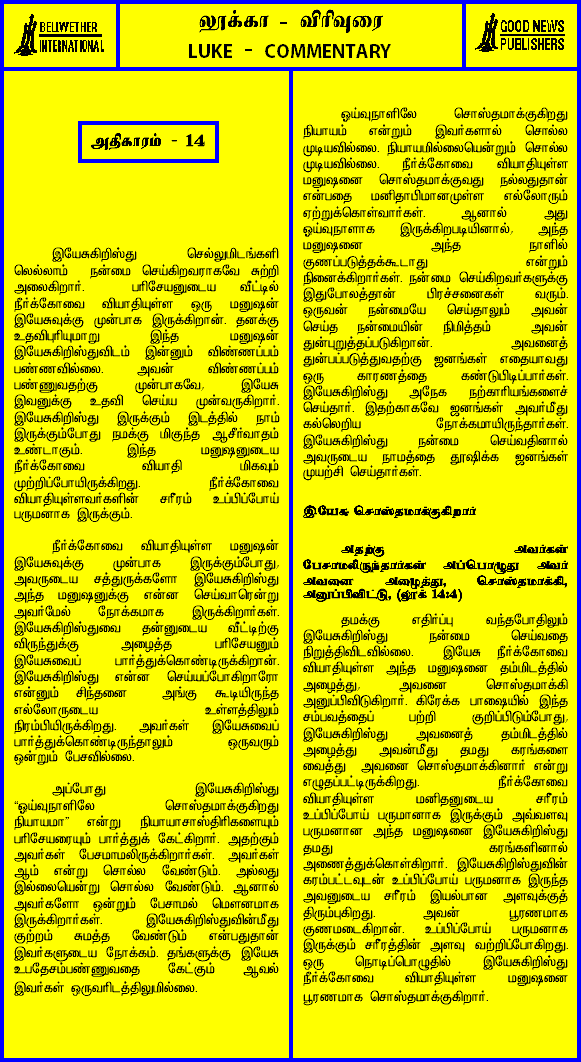 BELLWETHER
INTERNATIONAL
லூக்கா - விரிவுரை
LUKE - COMMENTARY
GOOD NEWS
PUBLISHERS
அதிகாரம் - 14
இயேசுகிறிஸ்து செல்லுமிடங்களி
லெல்லாம் நன்மை செய்கிறவராகவே சுற்றி
அலைகிறார். பரிசேயனுடைய வீட்டில்
நீர்க்கோவை வியாதியுள்ள ஒரு மனுஷன்
இயேசுவுக்கு முன்பாக இருக்கிறான். தனக்கு
உதவிபுரியுமாறு இந்த மனுஷன்
இயேசுகிறிஸ்துவிடம் இன்னும் விண்ணப்பம்
பண்ணவில்லை. அவன் விண்ணப்பம்
பண்ணுவதற்கு முன்பாகவே, இயேசு
இவனுக்கு உதவி செய்ய முன்வருகிறார்.
இயேசுகிறிஸ்து இருக்கும் இடத்தில் நாம்
இருக்கும்போது நமக்கு மிகுந்த ஆசீர்வாதம்
உண்டாகும். இந்த மனுஷனுடைய
நீர்க்கோவை வியாதி மிகவும்
முற்றிப்போயிருக்கிறது. நீர்க்கோவை
வியாதியுள்ளவர்களின் சரீரம் உப்பிப்போய்
பருமனாக இருக்கும்.
நீர்க்கோவை வியாதியுள்ள மனுஷன்
இயேசுவுக்கு முன்பாக இருக்கும்போது,
அவருடைய சத்துருக்களோ இயேசுகிறிஸ்து
அந்த மனுஷனுக்கு என்ன செய்வாரென்று
அவர்மேல் நோக்கமாக இருக்கிறார்கள்.
இயேசுகிறிஸ்துவை தன்னுடைய வீட்டிற்கு
விருந்துக்கு அழைத்த பரிசேயனும்
இயேசுவைப் பார்த்துக்கொண்டிருக்கிறான்.
இயேசுகிறிஸ்து என்ன செய்யப்போகிறாரோ
என்னும் சிந்தனை அங்கு கூடியிருந்த
எல்லோருடைய உள்ளத்திலும்
நிரம்பியிருக்கிறது. அவர்கள் இயேசுவைப்
பார்த்துக்கொண்டிருந்தாலும் ஒருவரும்
ஒன்றும் பேசவில்லை.
அப்போது இயேசுகிறிஸ்து
"ஓய்வுநாளிலே சொஸ்தமாக்குகிறது
நியாயமா" என்று நியாயசாஸ்திரிகளையும்
பரிசேயரையும் பார்த்துக் கேட்கிறார். அதற்கும்
அவர்கள் பேசமாமலிருக்கிறார்கள். அவர்கள்
ஆம் என்று சொல்ல வேண்டும். அல்லது
இல்லையென்று சொல்ல வேண்டும். ஆனால்
அவர்களோ ஒன்றும் பேசாமல் மௌனமாக
இருக்கிறார்கள். இயேசுகிறிஸ்துவின்மீது
குற்றம் சுமத்த வேண்டும் என்பதுதான்
இவர்களுடைய நோக்கம். தங்களுக்கு இயேசு
உபதேசம்பண்ணுவதை கேட்கும் ஆவல்
இவர்கள் ஒருவரிடத்திலுமில்லை.
ஓய்வுநாளிலே சொஸ்தமாக்குகிறது
நியாயம் என்றும் இவர்களால் சொல்ல
முடியவில்லை. நியாயமில்லையென்றும் சொல்ல
முடியவில்லை. நீர்க்கோவை வியாதியுள்ள
மனுஷனை சொஸ்தமாக்குவது நல்லதுதான்
என்பதை மனிதாபிமானமுள்ள எல்லோரும்
ஏற்றுக்கொள்வார்கள். ஆனால் அது
ஓய்வுநாளாக இருக்கிறபடியினால், அந்த
மனுஷனை அந்த நாளில்
குணப்படுத்தக்கூடாது என்றும்
நினைக்கிறார்கள். நன்மை செய்கிறவர்களுக்கு
இதுபோலத்தான் பிரச்சனைகள் வரும்.
ஒருவன் நன்மையே செய்தாலும் அவன்
செய்த நன்மையின் நிமித்தம் அவன்
துன்புறுத்தப்படுகிறான். அவனைத்
துன்பப்படுத்துவதற்கு ஜனங்கள் எதையாவது
ஒரு காரணத்தை கண்டுபிடிப்பார்கள்.
இயேசுகிறிஸ்து அநேக நற்காரியங்களைச்
செய்தார். இதற்காகவே ஜனங்கள் அவர்மீது
கல்லெறிய நோக்கமாயிருந்தார்கள்.
இயேசுகிறிஸ்து நன்மை செய்வதினால்
அவருடைய நாமத்தை தூஷிக்க ஜனங்கள்
முயற்சி செய்தார்கள்.
இயேசு சொஸ்தமாக்குகிறார்
அதற்கு அவர்கள்
பேசாமலிருந்தார்கள் அப்பொழுது அவர்
அவனை அழைத்து, சொஸ்தமாக்கி,
அனுப்பிவிட்டு, (லூக் 14:4)
தமக்கு எதிர்ப்பு வந்தபோதிலும்
இயேசுகிறிஸ்து நன்மை செய்வதை
நிறுத்திவிடவில்லை. இயேசு நீர்க்கோவை
வியாதியுள்ள அந்த மனுஷனை தம்மிடத்தில்
அழைத்து, அவனை சொஸ்தமாக்கி
அனுப்பிவிடுகிறார். கிரேக்க பாஷையில் இந்த
சம்பவத்தைப் பற்றி குறிப்பிடும்போது,
இயேசுகிறிஸ்து அவனைத் தம்மிடத்தில்
அழைத்து அவன்மீது தமது கரங்களை
வைத்து அவனை சொஸ்தமாக்கினார் என்று
எழுதப்பட்டிருக்கிறது. நீர்க்கோவை
வியாதியுள்ள மனிதனுடைய சரீரம்
உப்பிப்போய் பருமானாக இருக்கும் அவ்வளவு
பருமனான அந்த மனுஷனை இயேசுகிறிஸ்து
தமது கரங்களினால்
அணைத்துக்கொள்கிறார். இயேசுகிறிஸ்துவின்
கரம்பட்டவுடன் உப்பிப்போய் பருமனாக இருந்த
அவனுடைய சரீரம் இயல்பான அளவுக்குத்
திரும்புகிறது. அவன் பூரணமாக
குணமடைகிறான். உப்பிப்போய் பருமனாக
இருக்கும் சரீரத்தின் அளவு வற்றிப்போகிறது.
ஒரு நொடிப்பொழுதில் இயேசுகிறிஸ்து
நீர்க்கோவை வியாதியுள்ள மனுஷனை
பூரணமாக சொஸ்தமாக்குகிறார்.